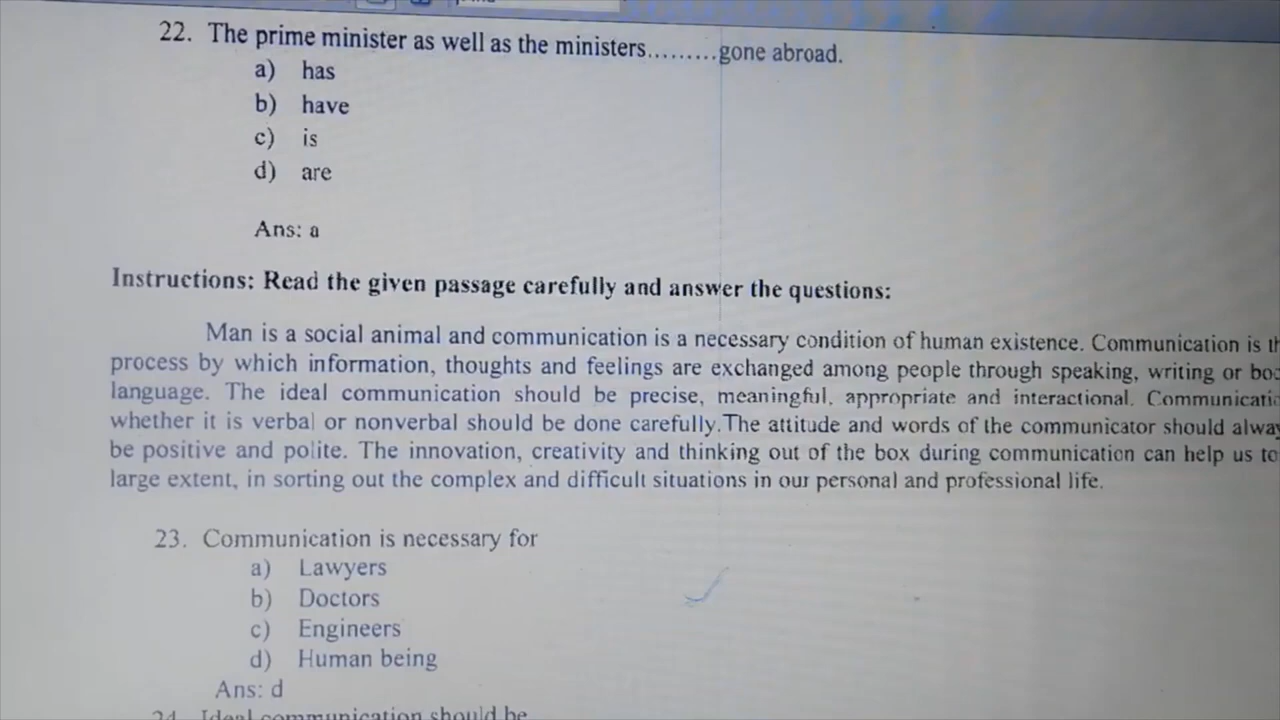 22. The prime minister as well as the ministers.........gone abroad.
a) has
b) have
c) is
d) are
Ans: a
Instructions: Read the given passage carefully and answer the questions:
Man is a social animal and communication is a necessary condition of human existence. Communication is
process by which information, thoughts and feelings are exchanged among people through speaking, writing or
language. The ideal communication should be precise, meaningful, appropriate and interactional.
whether it is verbal or nonverbal should be done carefully. The attitude and words of the communicator should
be positive and polite. The innovation, creativity and thinking out of the box during communication can help us to
large extent, in sorting out the complex and difficult situations in our personal and professional life.
23. Communication is necessary for
a) Lawyers
b) Doctors
c) Engineers
d) Human being
Ans: d
24. Ideal communication should be